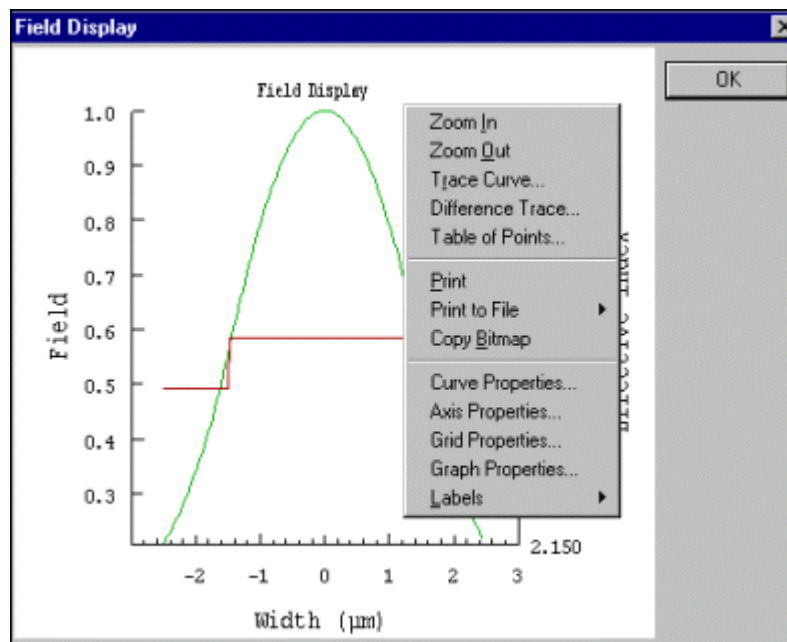 Field Display
OK
Field Display
1.0
0.9
0.8
0.7
0.6
0.5
0.4
0.3
Field
-2
-1
0
1
2
3
Width (µm)
2.150
Zoom In
Zoom Out
Trace Curve...
Difference Trace...
Table of Points...
Print
Print to File
Copy Bitmap
Curve Properties...
Axis Properties...
Grid Properties...
Graph Properties...
Labels